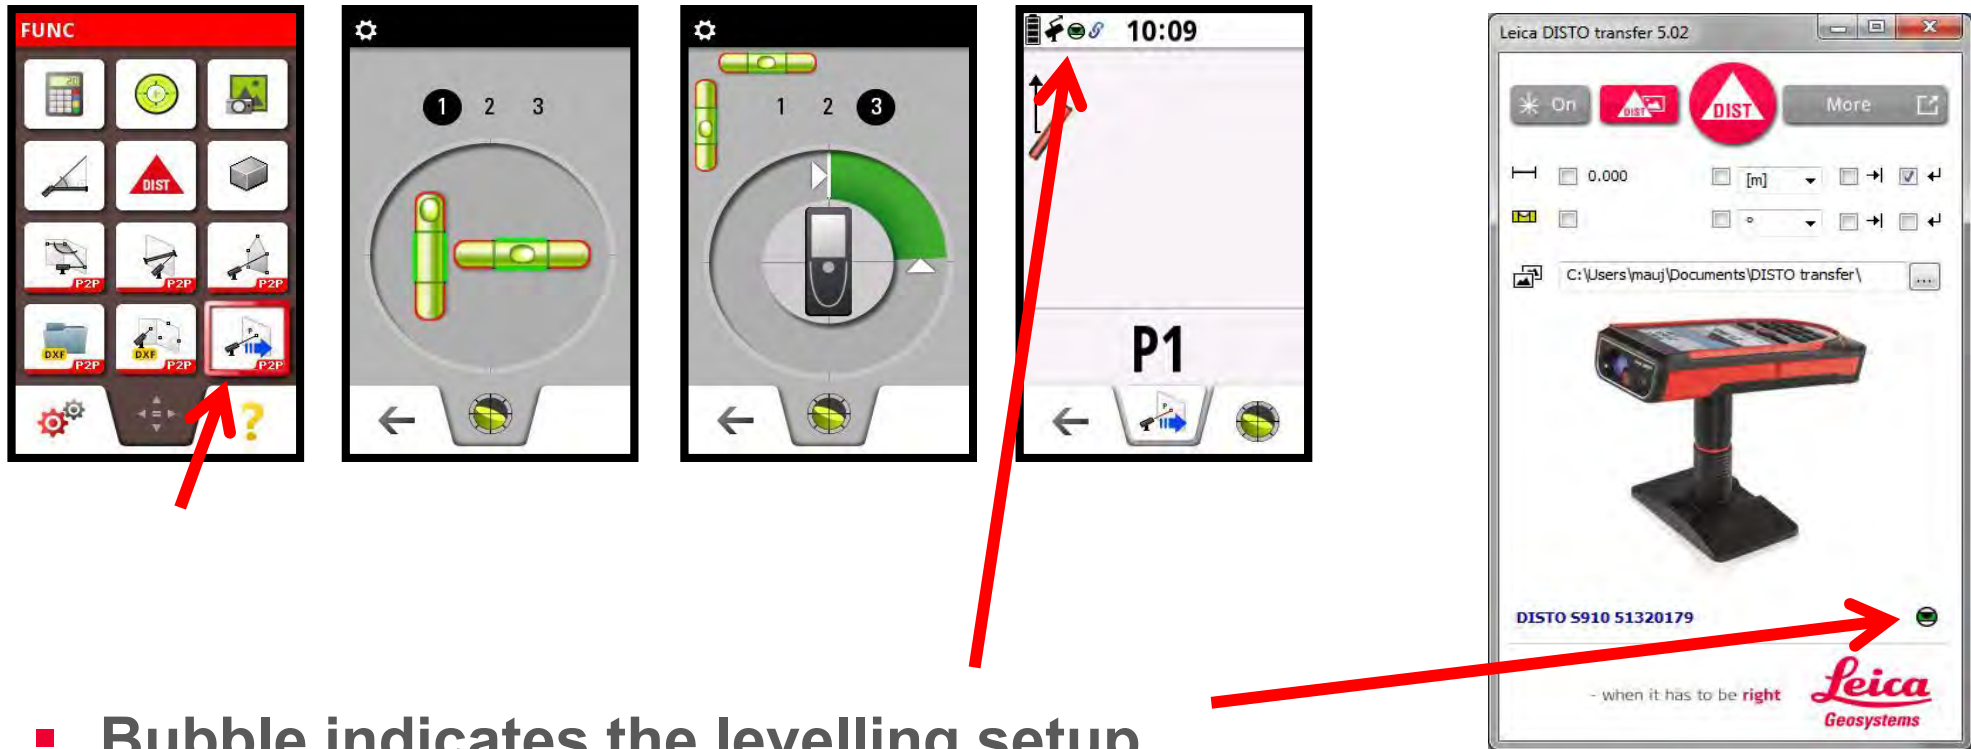 FUNC
DIST
P2P
P2P
P2P
DXF
P2P
DXF
P2P
P2P
?
1 2 3
1 2 3
10:09
P1
Leica DISTO transfer 5.02
On
DIST
DIST
More
0.000
[m]
°
C:\Users\mauj\Documents\DISTO transfer\
...
DISTO S910 51320179
- when it has to be right
Leica
Geosystems
Bubble indicates the levelling setup